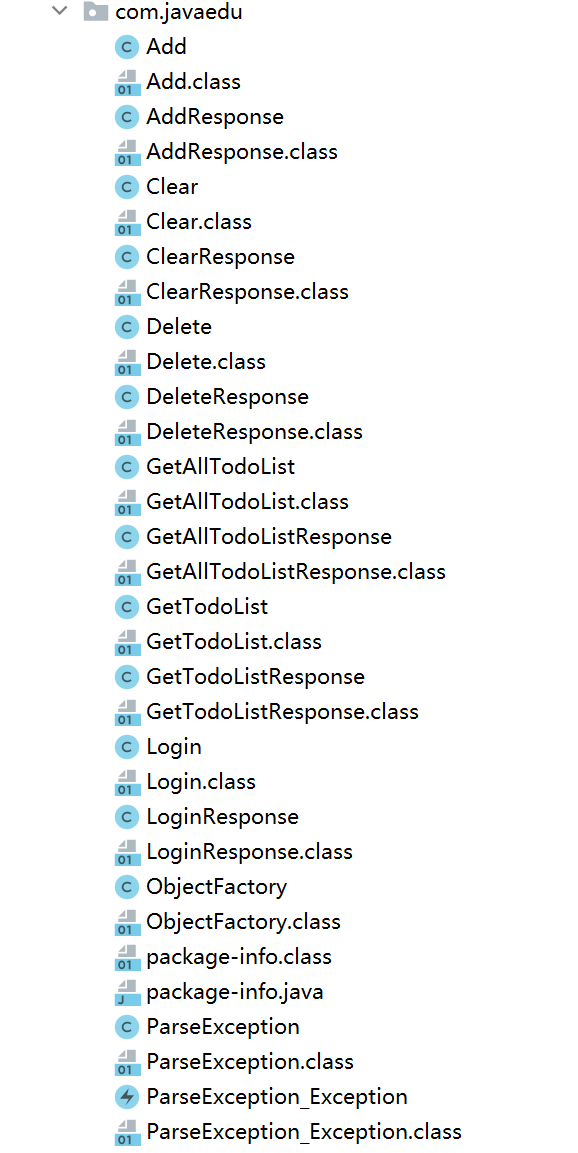 com.javaedu
Add
Add.class
AddResponse
AddResponse.class
Clear
Clear.class
ClearResponse
ClearResponse.class
Delete
Delete.class
DeleteResponse
DeleteResponse.class
GetAllTodoList
GetAllTodoList.class
GetAllTodoListResponse
GetAllTodoListResponse.class
GetTodoList
GetTodoList.class
GetTodoListResponse
GetTodoListResponse.class
Login
Login.class
LoginResponse
LoginResponse.class
ObjectFactory
ObjectFactory.class
package-info.class
package-info.java
ParseException
ParseException.class
ParseException_Exception
ParseException_Exception.class